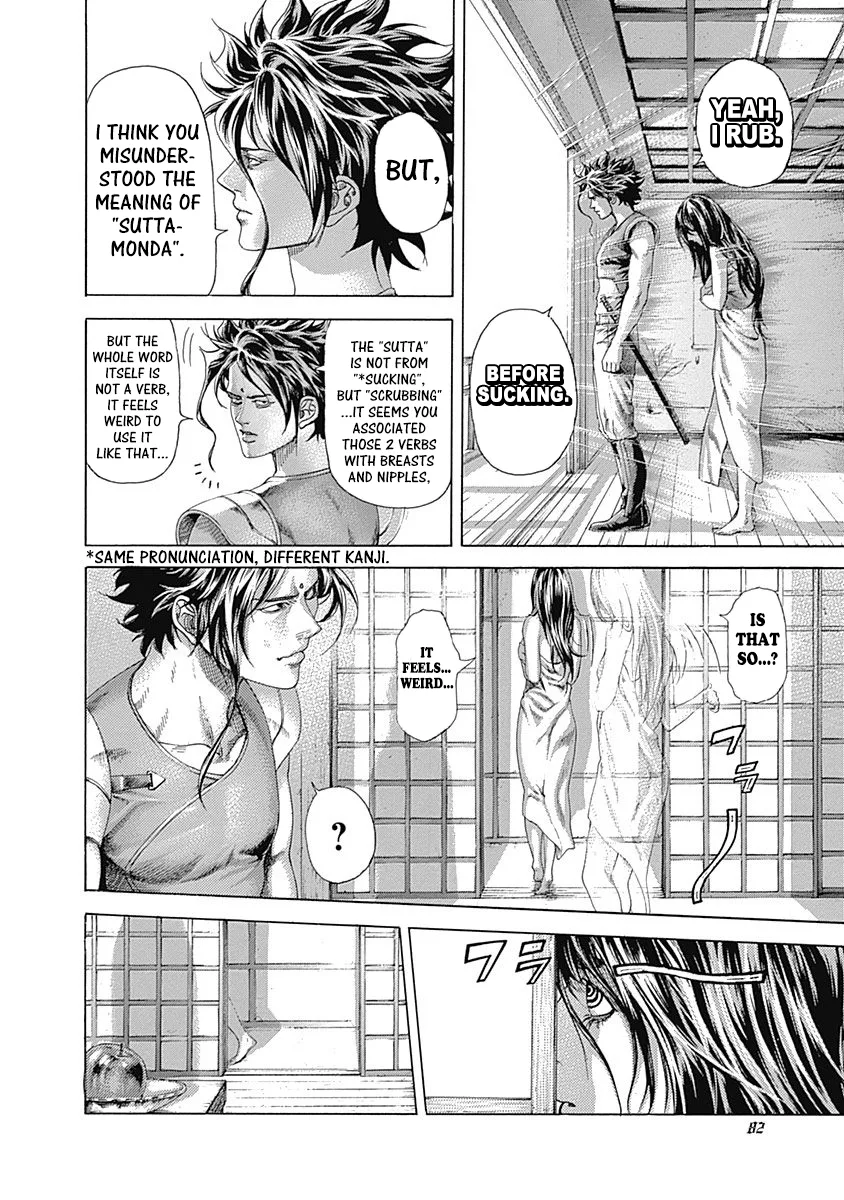 YEAH,
I RUB.
BEFORE
SUCKING.
BUT,
I THINK YOU
MISUNDER-
STOOD THE
MEANING OF
"SUTTA-
MONDA".
THE "SUTTA"
IS NOT FROM
"*SUCKING",
BUT "SCRUBBING"
...IT SEEMS YOU
ASSOCIATED
THOSE 2 VERBS
WITH BREASTS
AND NIPPLES,
BUT THE
WHOLE WORD
ITSELF IS
NOT A VERB,
IT FEELS
WEIRD TO
USE IT
LIKE THAT...
*SAME PRONUNCIATION, DIFFERENT KANJI.
IS
THAT
SO...?
フラ
IT
FEELS...
WEIRD...
?
フラ
82